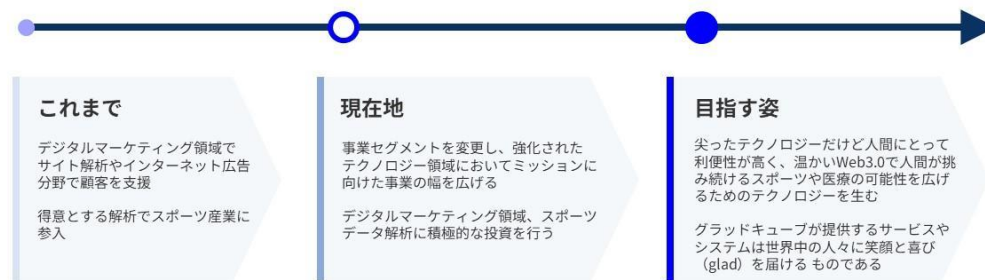 これまで
デジタルマーケティング領域で
サイト解析やインターネット広告
分野で顧客を支援
得意とする解析でスポーツ産業に
参入
現在地
事業セグメントを変更し、強化された
テクノロジー領域においてミッションに
向けた事業の幅を広げる
デジタルマーケティング領域、スポーツ
データ解析に積極的な投資を行う
目指す姿
尖ったテクノロジーだけど人間にとって
利便性が高く、温かいWeb3.0で人間が挑
み続けるスポーツや医療の可能性を広げ
るためのテクノロジーを生む
グラッドキューブが提供するサービスや
システムは世界中の人々に笑顔と喜び
（glad）を届ける ものである